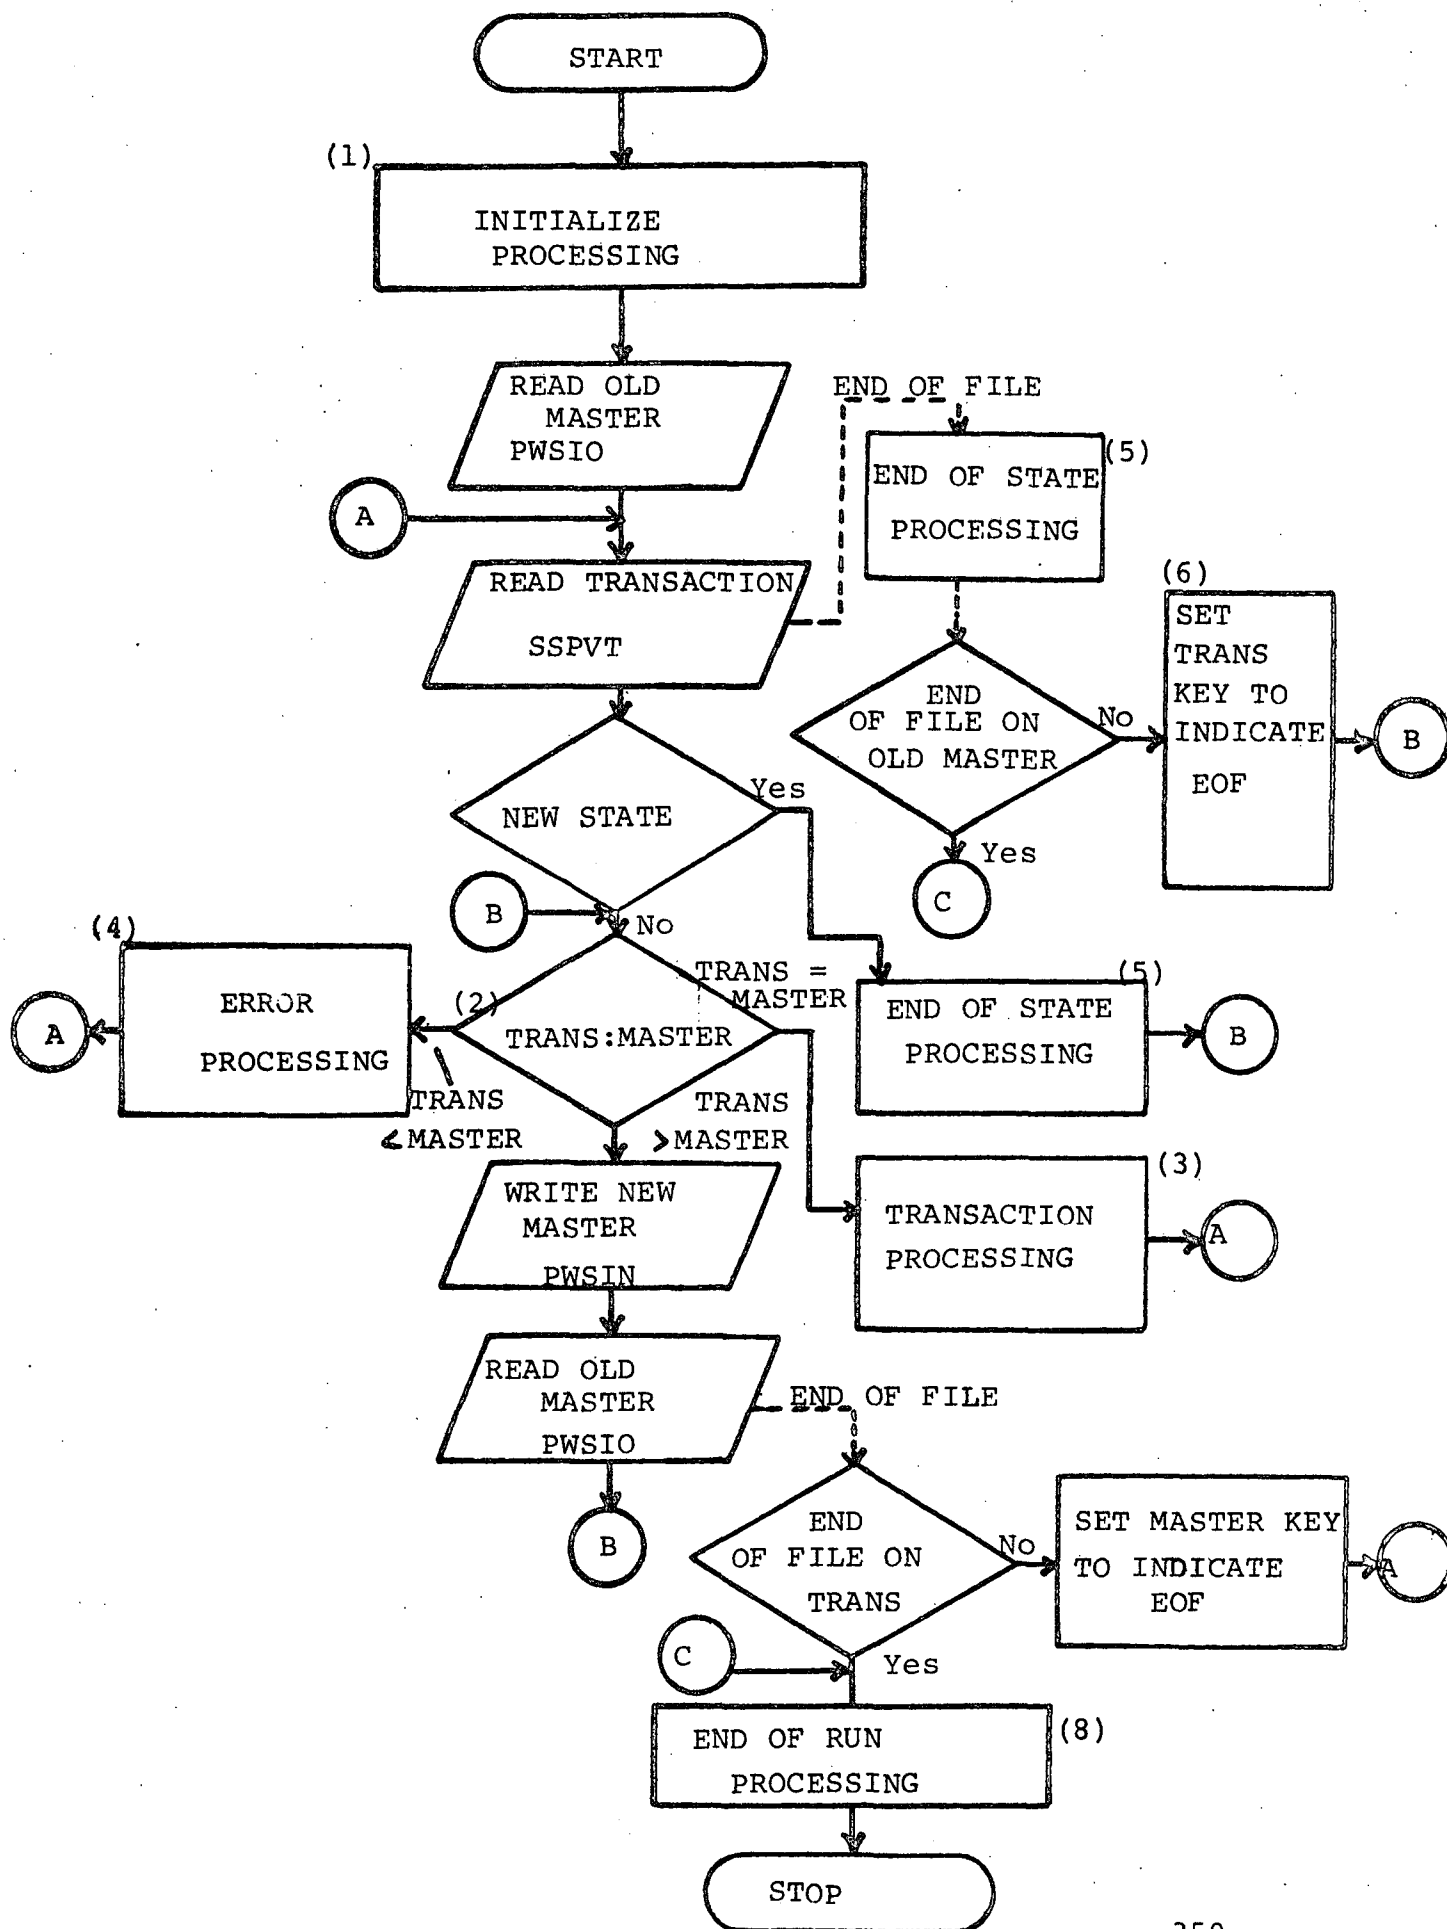 START
(1)
INITIALIZE
PROCESSING
READ OLD
MASTER
PWSIO
END OF FILE
A
END OF STATE
PROCESSING
(5)
READ TRANSACTION
SSPVT
(6)
SET
TRANS
KEY TO
INDICATE
EOF
END
OF FILE ON
OLD MASTER
No
B
Yes
C
NEW STATE
Yes
B
No
(4)
ERROR
PROCESSING
A
(2)
TRANS:MASTER
TRANS =
MASTER
END OF STATE
PROCESSING
(5)
B
TRANS
<MASTER
TRANS
>MASTER
WRITE NEW
MASTER
PWSIN
TRANSACTION
PROCESSING
(3)
A
READ OLD
MASTER
PWSIO
END OF FILE
B
END
OF FILE ON
TRANS
No
SET MASTER KEY
TO INDICATE
EOF
A
C
Yes
END OF RUN
PROCESSING
(8)
STOP